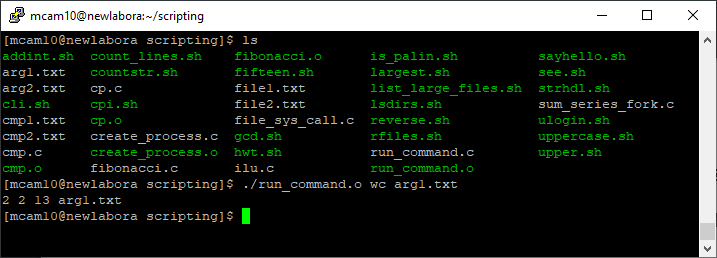 mcam10@newlabora:~/scripting
[mcam10@newlabora scripting]$ ls
addint.sh count_lines.sh fibonacci.o is_palin.sh sayhello.sh
arg1.txt countstr.sh fifteen.sh largest.sh see.sh
arg2.txt cp.c file1.txt list_large_files.sh strhdl.sh
cli.sh cpi.sh file2.txt lsdirs.sh sum_series_fork.c
cmp1.txt cp.o file_sys_call.c reverse.sh ulogin.sh
cmp2.txt create_process.c gcd.sh rfiles.sh uppercase.sh
cmp.c create_process.o hwt.sh run_command.c upper.sh
cmp.o fibonacci.c ilu.c run_command.o
[mcam10@newlabora scripting]$ ./run_command.o wc arg1.txt
2 2 13 arg1.txt
[mcam10@newlabora scripting]$